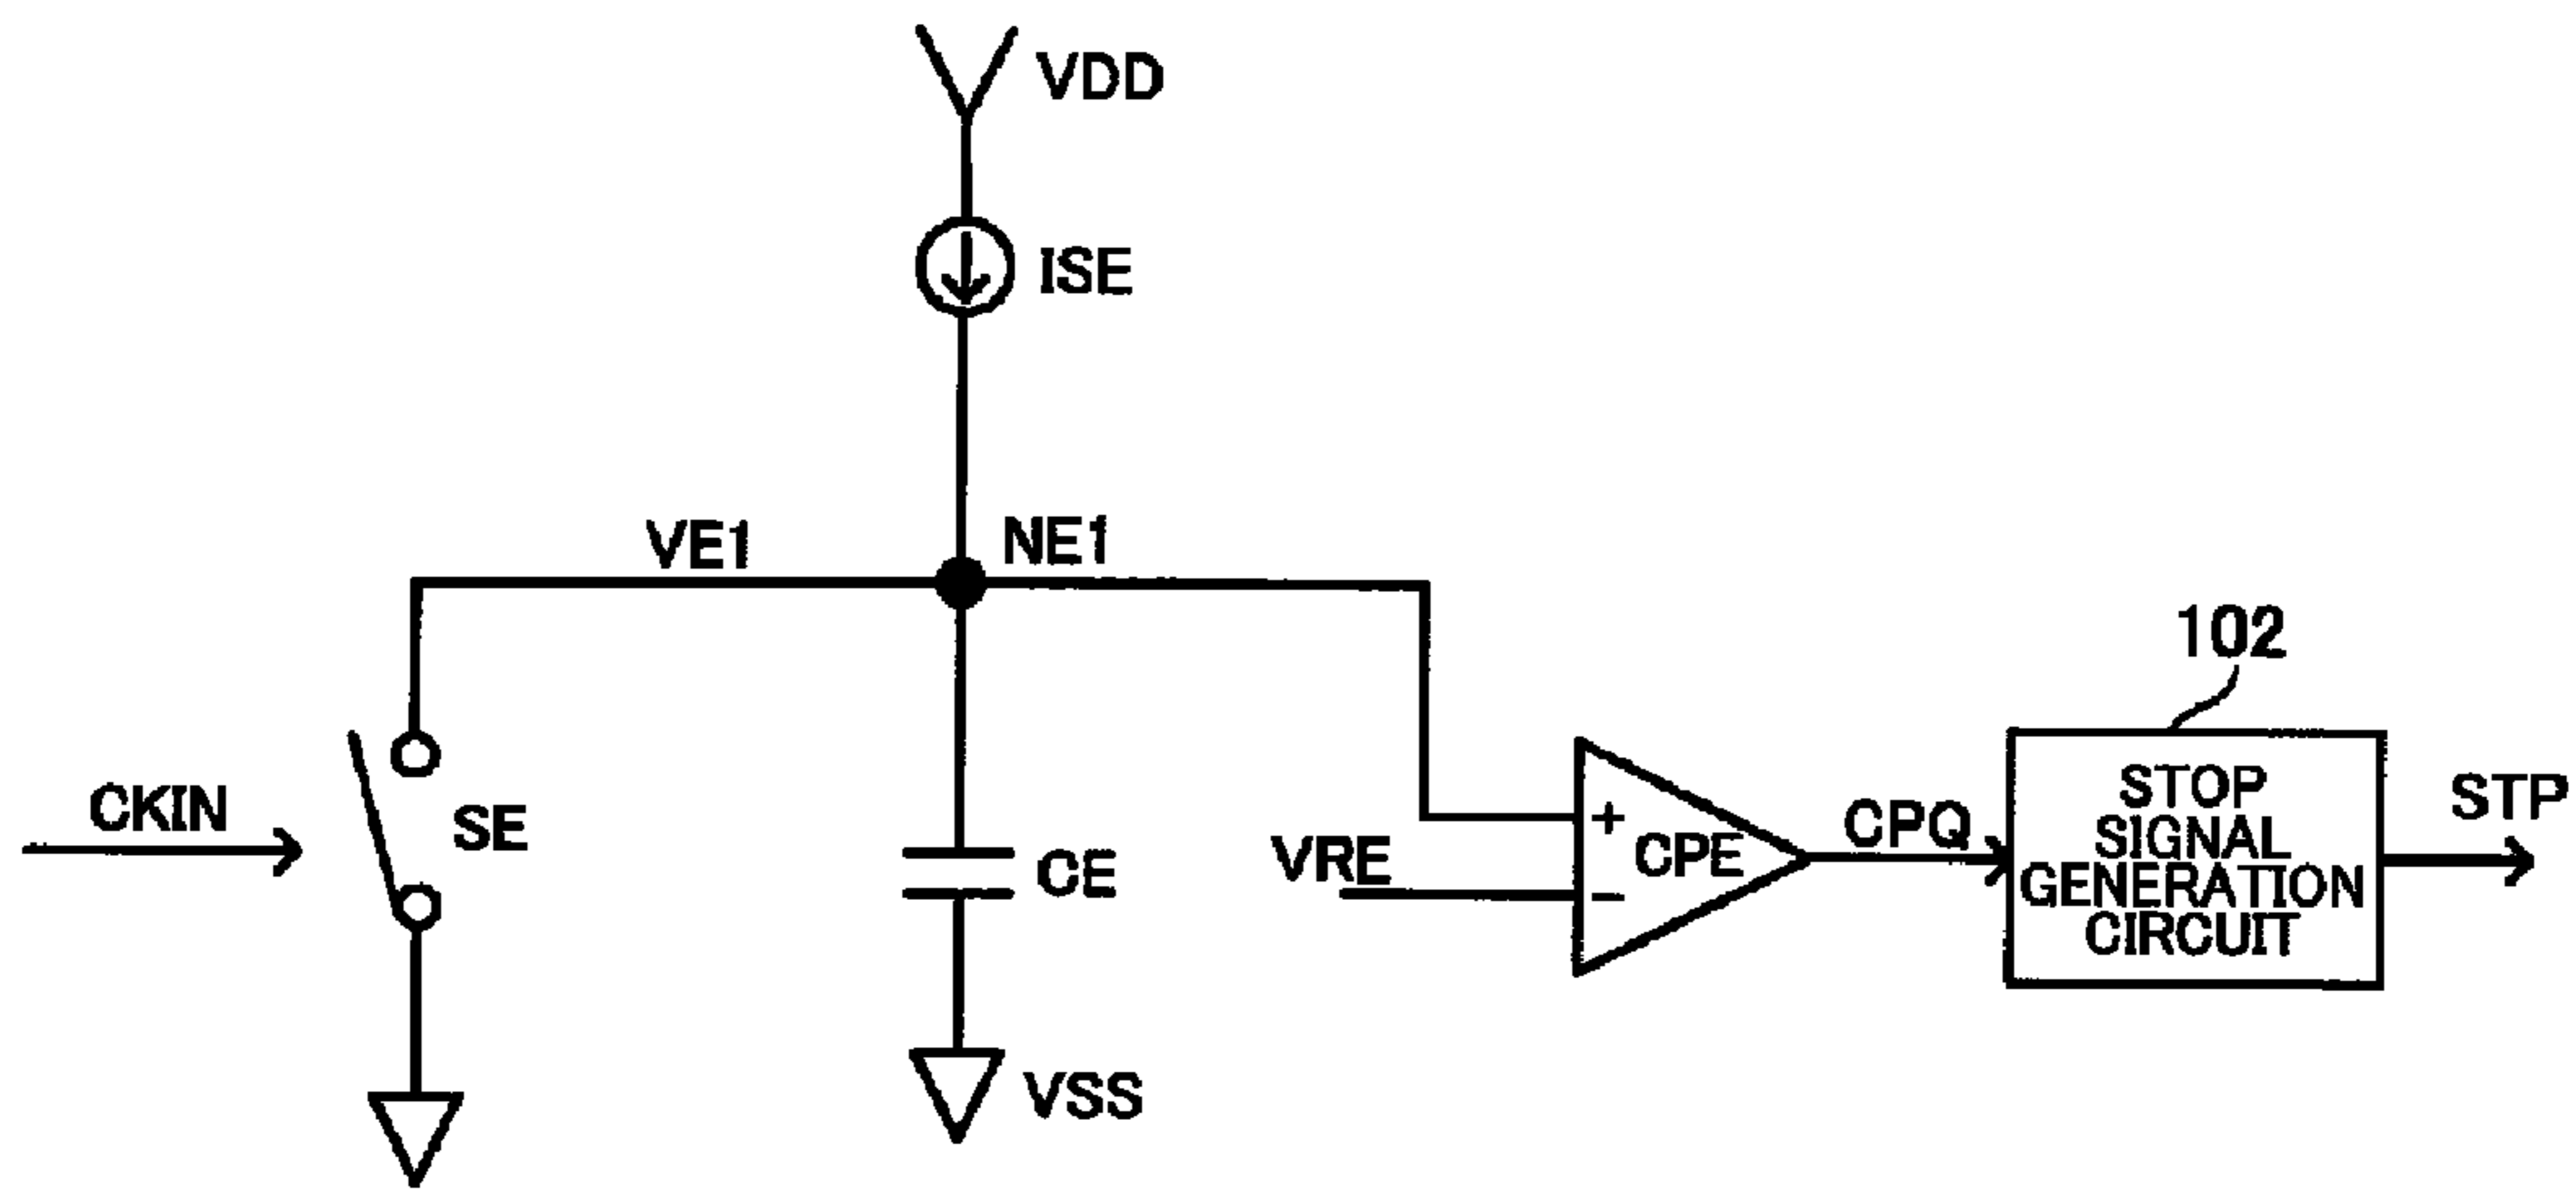 VDD
ISE
VE1
NE1
102
CKIN
SE
CE
VRE
+
CPE
−
CPQ
STOP
SIGNAL
GENERATION
CIRCUIT
STP
VSS